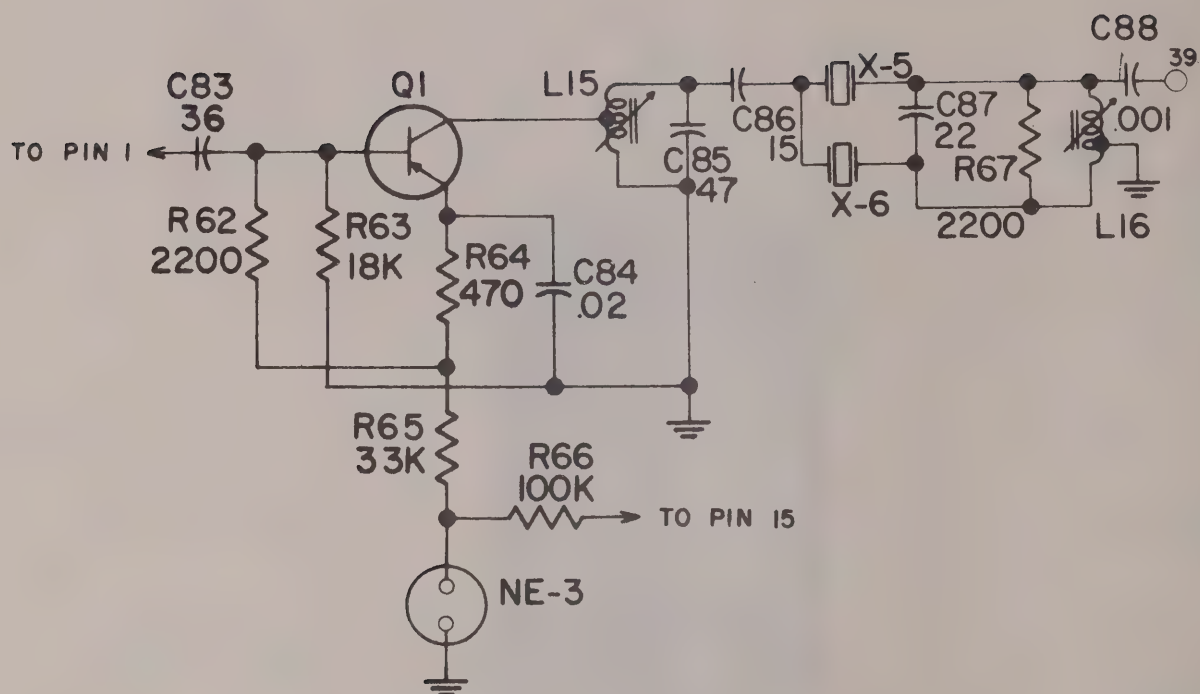 C88
39
C83
36
Q1
L15
X-5
C87
22
.001
C86
15
TO PIN 1
C85
47
R67
X-6
R62
2200
R63
18K
R64
470
C84
.02
2200
L16
R65
33K
R66
100K
TO PIN 15
NE-3